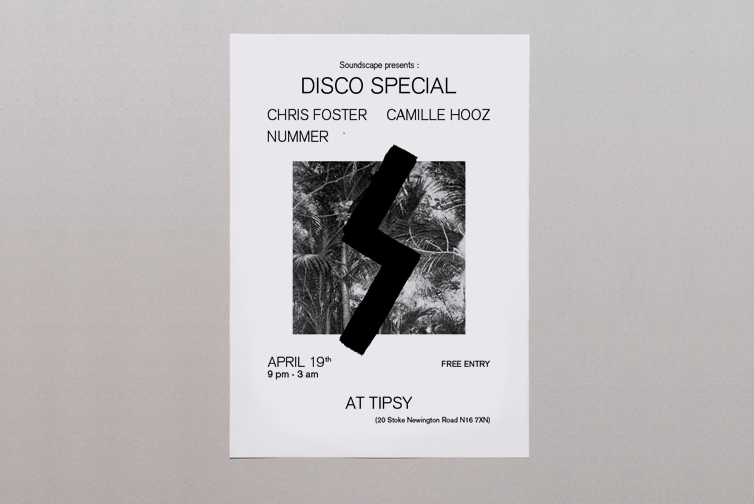 Soundscape presents :
DISCO SPECIAL
CHRIS FOSTER CAMILLE HOOZ
NUMMER
APRIL 19th
9 pm - 3 am
FREE ENTRY
AT TIPSY
(20 Stoke Newington Road N16 7XN)